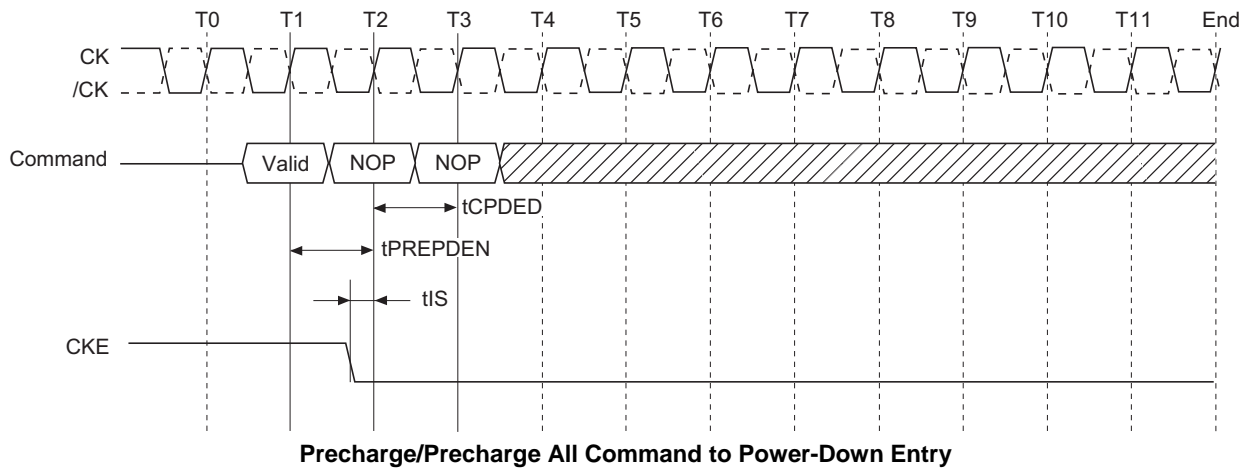 T0 T1 T2 T3 T4 T5 T6 T7 T8 T9 T10 T11 End
CK
/CK
Command Valid NOP NOP
tCPDED
tPREPDEN
tIS
CKE
Precharge/Precharge All Command to Power-Down Entry